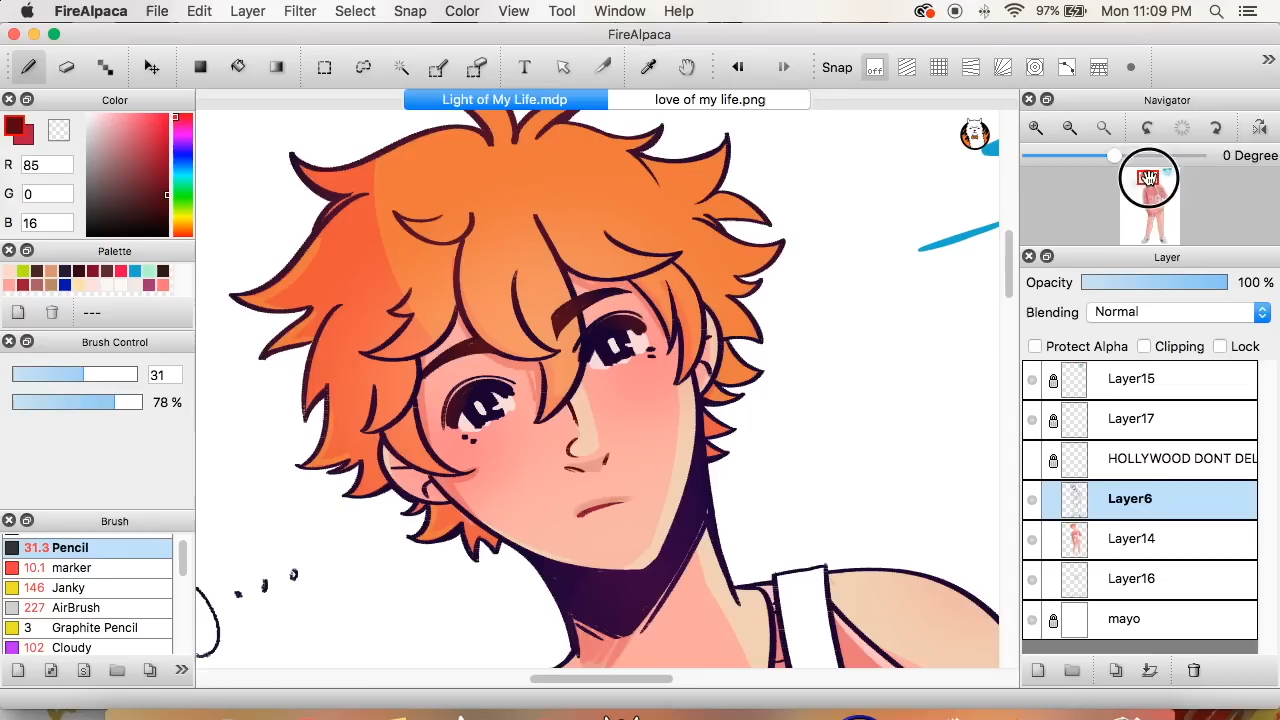 FireAlpaca File Edit Layer Filter Select Snap Color View Tool Window Help 97% Mon 11:09 PM
FireAlpaca
T Snap off
Light of My Life.mdp love of my life.png
Color
R 85
G 0
B 16
Palette
---
Brush Control
31
78 %
Brush
31.3 Pencil
10.1 marker
146 Janky
227 AirBrush
3 Graphite Pencil
102 Cloudy
Navigator
0 Degree
Layer
Opacity 100 %
Blending Normal
Protect Alpha Clipping Lock
Layer15
Layer17
HOLLYWOOD DONT DEL
Layer6
Layer14
Layer16
mayo